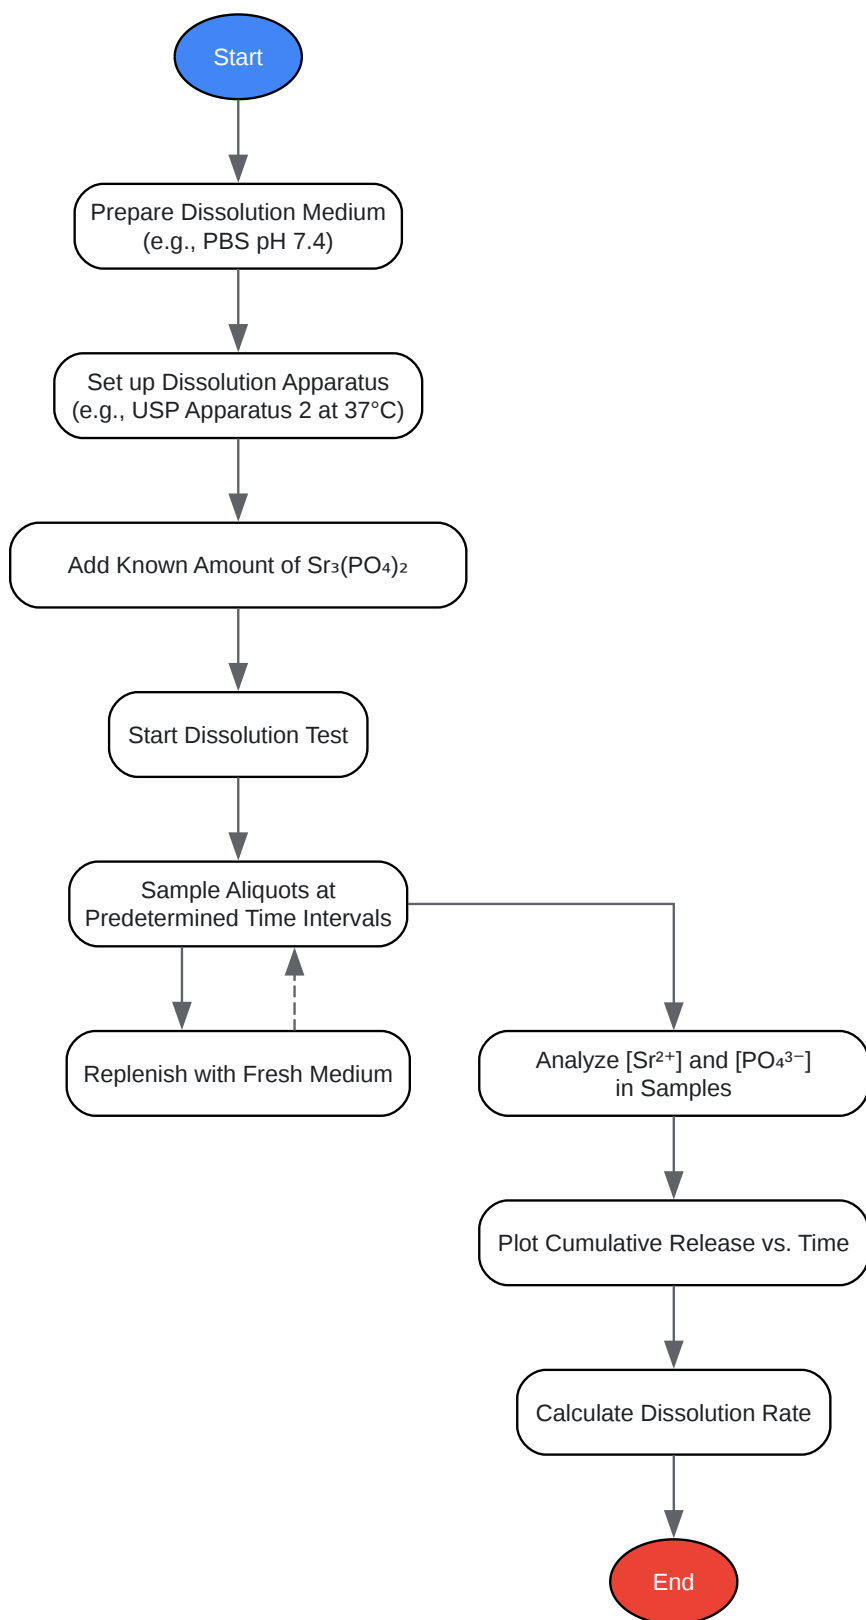 Start
Prepare Dissolution Medium
(e.g., PBS pH 7.4)
Set up Dissolution Apparatus
(e.g., USP Apparatus 2 at 37°C)
Add Known Amount of Sr₃(PO₄)₂
Start Dissolution Test
Sample Aliquots at
Predetermined Time Intervals
Replenish with Fresh Medium
Analyze [Sr²⁺] and [PO₄³⁻]
in Samples
Plot Cumulative Release vs. Time
Calculate Dissolution Rate
End